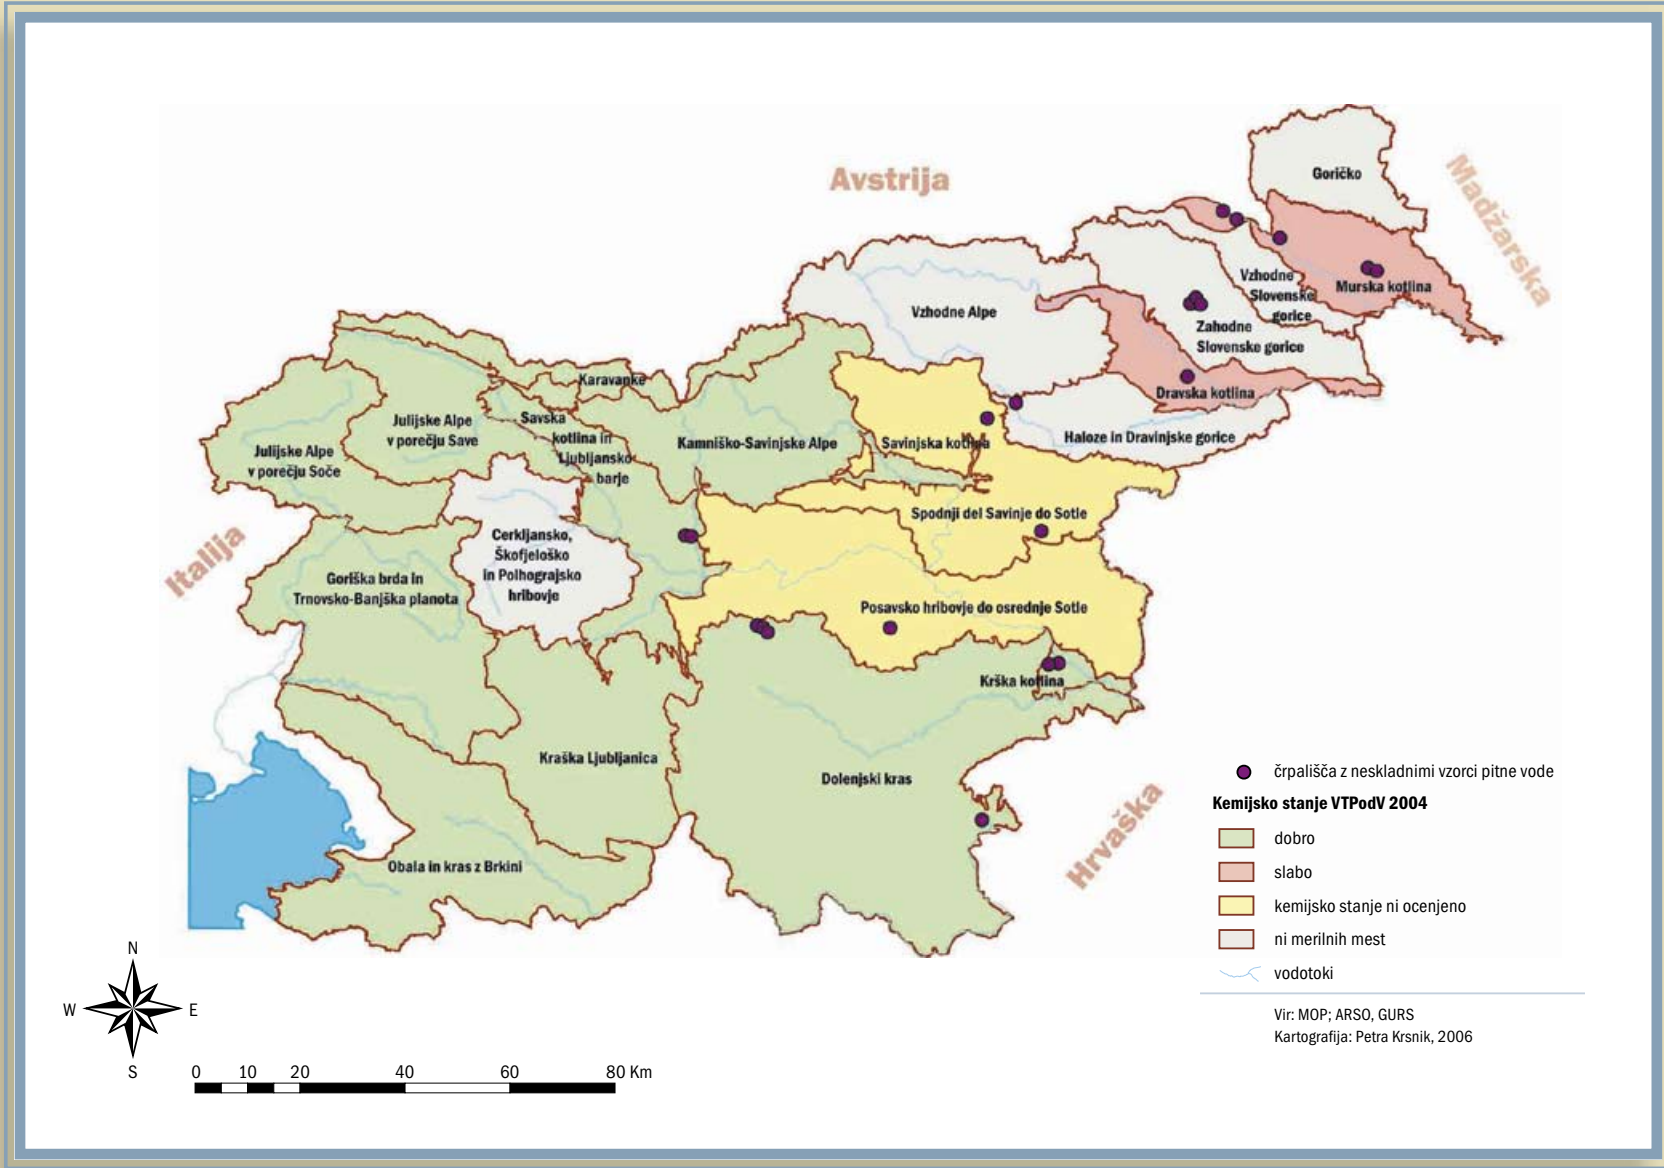 Avstrija
Madžarska
Italija
Hrvaška
Goričko
Murska kotlina
Vzhodne
Slovenske
gorice
Zahodne
Slovenske gorice
Vzhodne Alpe
Dravska kotlina
Haloze in Dravinjske gorice
Karavanke
Savska
kotlina in
Ljubljansko
barje
Julijske Alpe
v porečju Save
Julijske Alpe
v porečju Soče
Kamniško-Savinjske Alpe
Savinjska kotlina
Spodnji del Savinje do Sotle
Cerkljansko,
Škofjeloško
in Polhograjsko
hribovje
Goriška brda in
Trnovsko-Banjška planota
Posavsko hribovje do osrednje Sotle
Krška kotlina
Kraška Ljubljanica
Dolenjski kras
Obala in kras z Brkini
črpališča z neskladnimi vzorci pitne vode
Kemijsko stanje VTPodV 2004
dobro
slabo
kemijsko stanje ni ocenjeno
ni merilnih mest
vodotoki
Vir: MOP; ARSO, GURS
Kartografija: Petra Krsnik, 2006
N
W E
S
0 10 20 40 60 80 Km